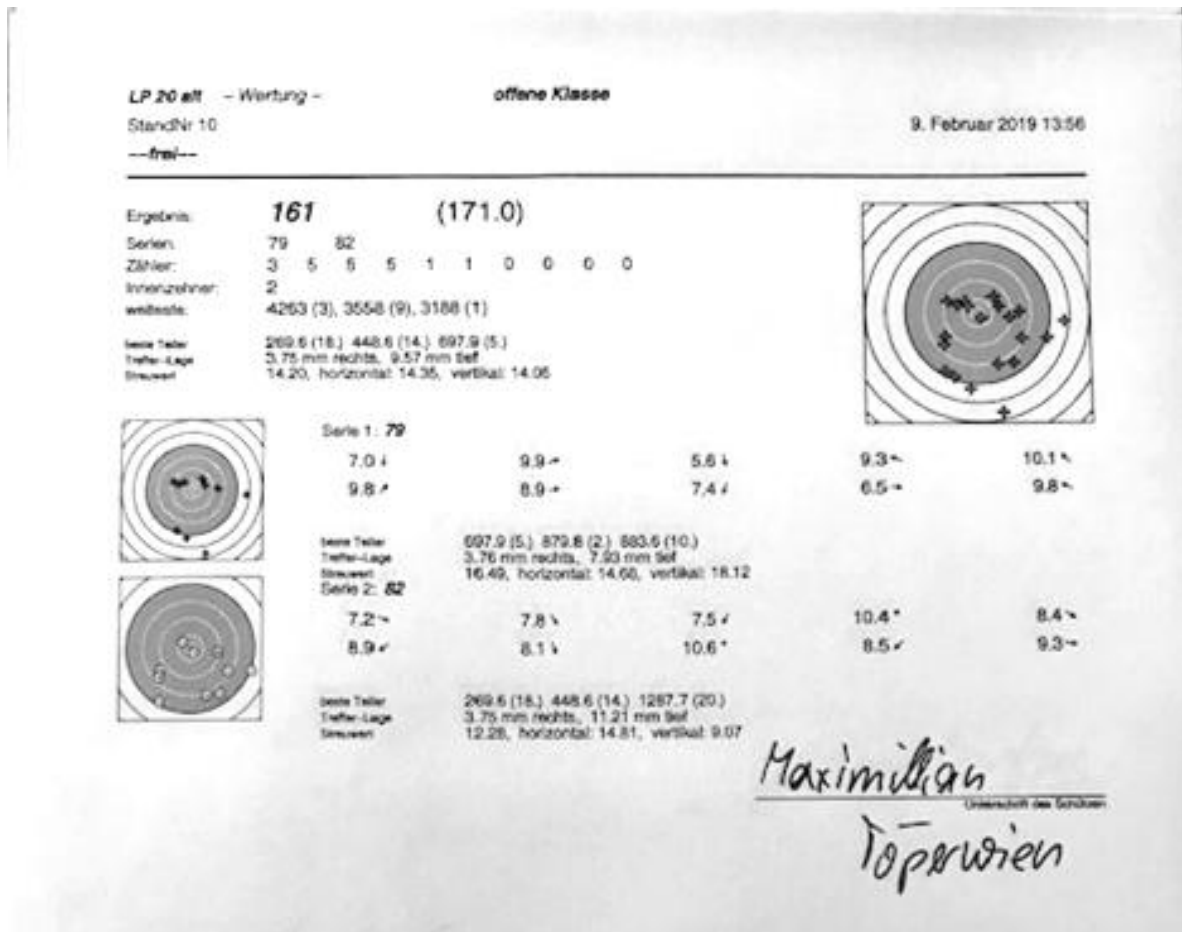 LP 20 alt – Wertung – offene Klasse
StandNr 10 9. Februar 2019 13:56
---frei---
Ergebnis: 161 (171.0)
Serien: 79 82
Zähler: 3 5 5 5 1 1 0 0 0 0
Innenzehner: 2
weiteste: 4263 (3), 3558 (9), 3188 (1)
beste Teiler 269.6 (18.) 448.6 (14.) 697.9 (5.)
Treffer-Lage 3.75 mm rechts, 9.57 mm tief
Streuwert 14.20, horizontal: 14.35, vertikal: 14.06
Serie 1: 79
7.0 9.9 5.6 9.3 10.1
9.8 8.9 7.4 6.5 9.8
beste Teiler 697.9 (5.) 879.8 (2.) 883.6 (10.)
Treffer-Lage 3.76 mm rechts, 7.93 mm tief
Streuwert 16.49, horizontal: 14.68, vertikal: 18.12
Serie 2: 82
7.2 7.8 7.5 10.4 8.4
8.9 8.1 10.6 8.5 9.3
beste Teiler 269.6 (18.) 448.6 (14.) 1287.7 (20.)
Treffer-Lage 3.75 mm rechts, 11.21 mm tief
Streuwert 12.28, horizontal: 14.81, vertikal: 9.07
Maximillian
Unterschrift des Schützen
Töperwien